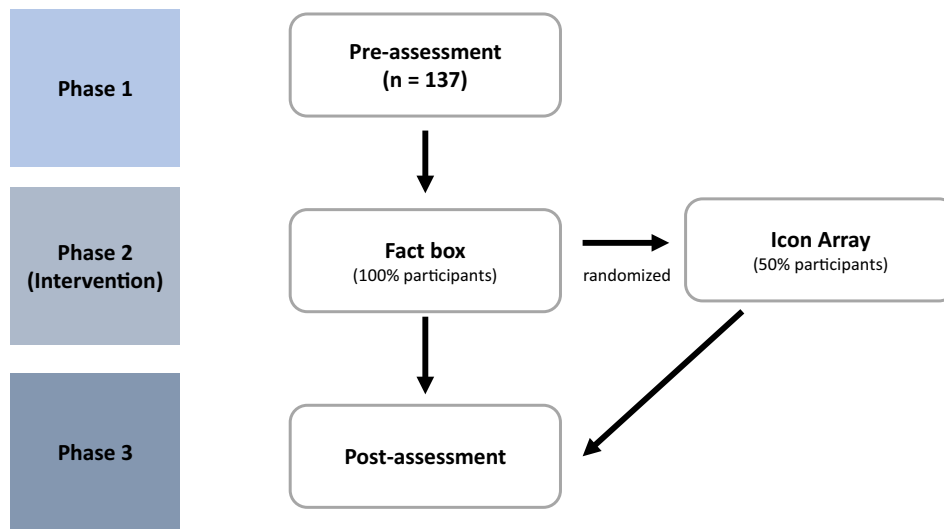 Phase 1
Pre-assessment
(n = 137)
Phase 2
(Intervention)
Fact box
(100% participants)
randomized
Icon Array
(50% participants)
Phase 3
Post-assessment